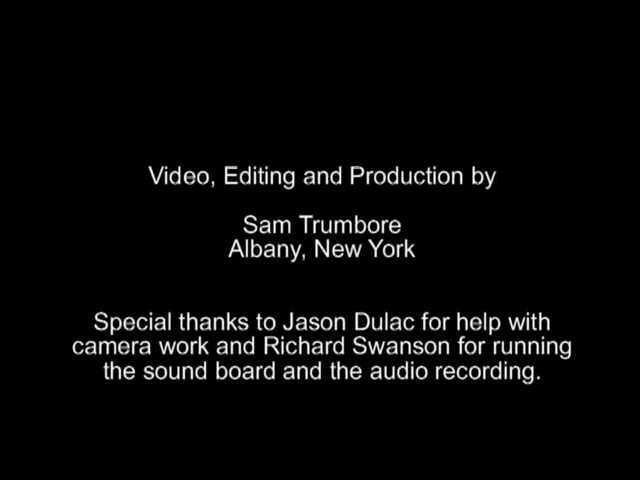 Video, Editing and Production by
Sam Trumbore
Albany, New York
Special thanks to Jason Dulac for help with
camera work and Richard Swanson for running
the sound board and the audio recording.